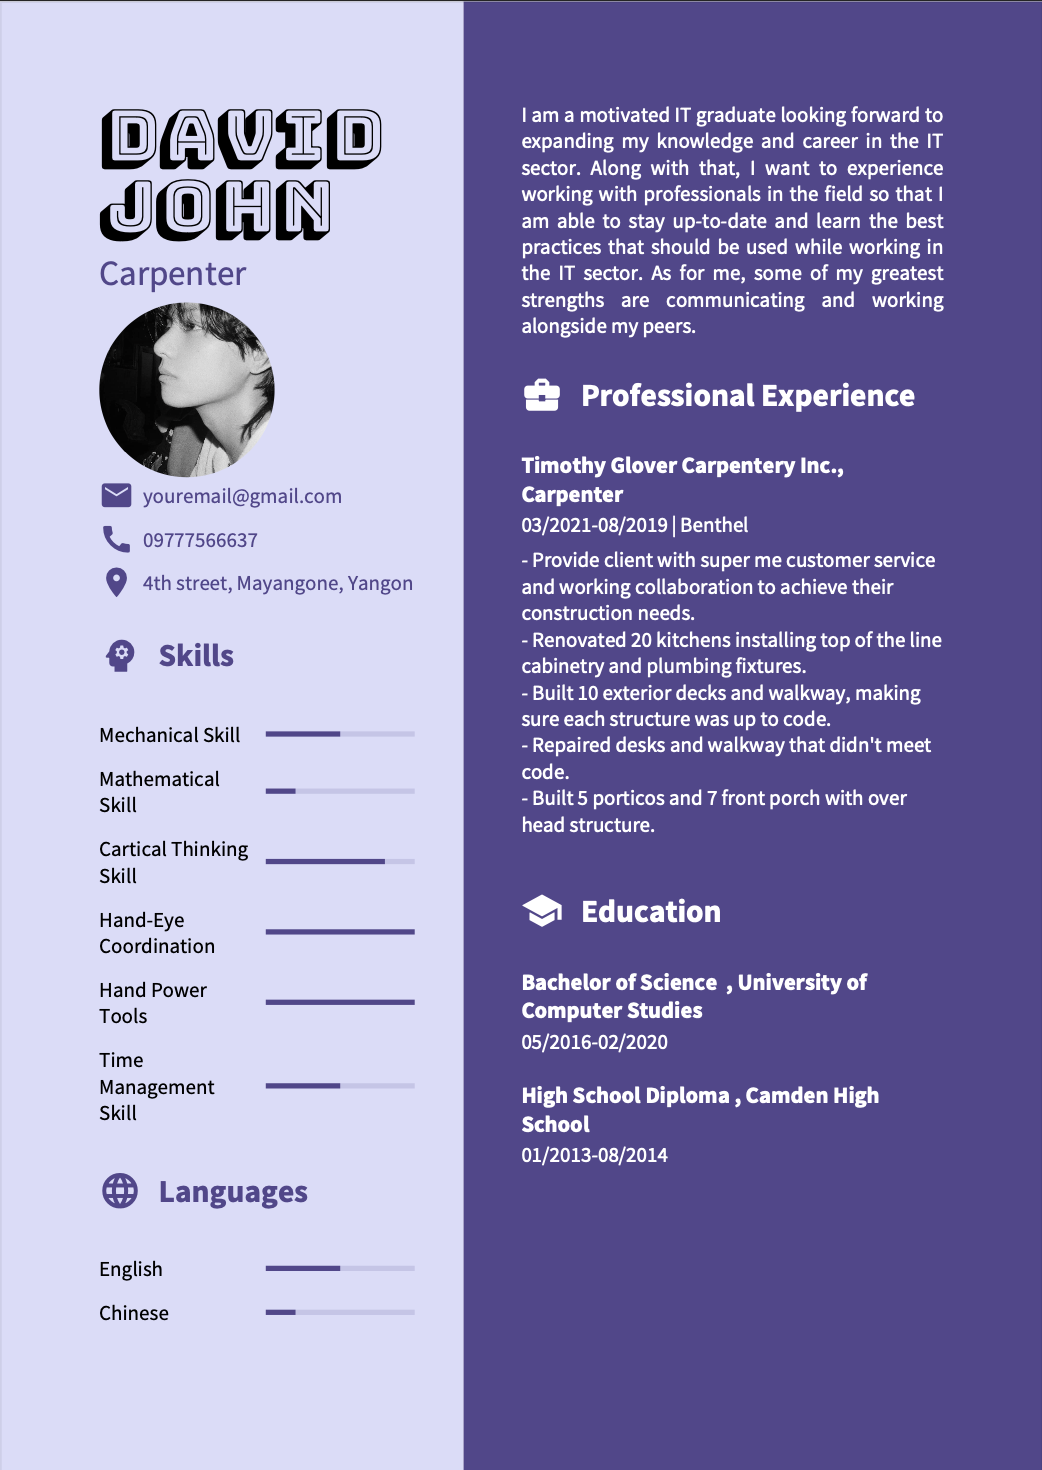 DAVID
JOHN
Carpenter
youremail@gmail.com
09777566637
4th street, Mayangone, Yangon
Skills
Mechanical Skill
Mathematical
Skill
Cartical Thinking
Skill
Hand-Eye
Coordination
Hand Power
Tools
Time
Management
Skill
Languages
English
Chinese
I am a motivated IT graduate looking forward to
expanding my knowledge and career in the IT
sector. Along with that, I want to experience
working with professionals in the field so that I
am able to stay up-to-date and learn the best
practices that should be used while working in
the IT sector. As for me, some of my greatest
strengths are communicating and working
alongside my peers.
Professional Experience
Timothy Glover Carpentery Inc.,
Carpenter
03/2021-08/2019 | Benthel
- Provide client with super me customer service
and working collaboration to achieve their
construction needs.
- Renovated 20 kitchens installing top of the line
cabinetry and plumbing fixtures.
- Built 10 exterior decks and walkway, making
sure each structure was up to code.
- Repaired desks and walkway that didn't meet
code.
- Built 5 porticos and 7 front porch with over
head structure.
Education
Bachelor of Science , University of
Computer Studies
05/2016-02/2020
High School Diploma , Camden High
School
01/2013-08/2014